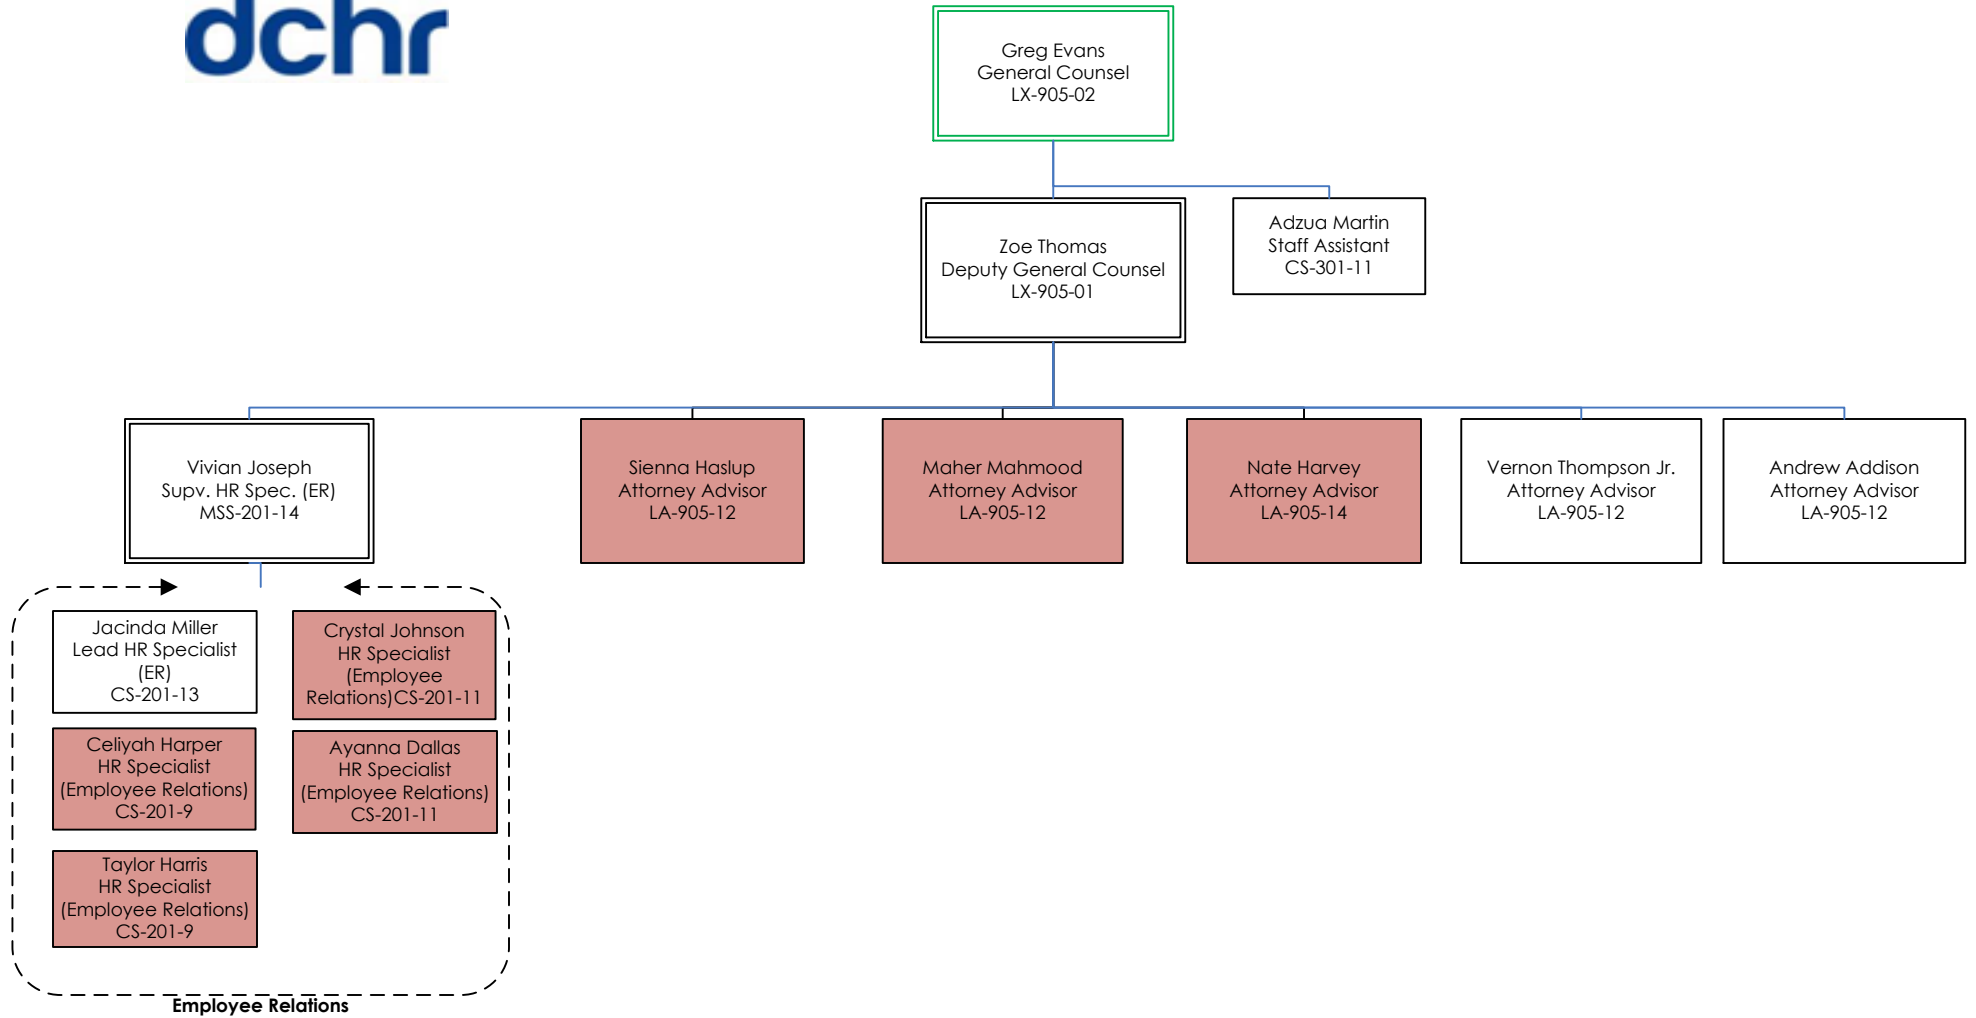 dchr
Greg Evans
General Counsel
LX-905-02
Zoe Thomas
Deputy General Counsel
LX-905-01
Adzua Martin
Staff Assistant
CS-301-11
Vivian Joseph
Supv. HR Spec. (ER)
MSS-201-14
Sienna Haslup
Attorney Advisor
LA-905-12
Maher Mahmood
Attorney Advisor
LA-905-12
Nate Harvey
Attorney Advisor
LA-905-14
Vernon Thompson Jr.
Attorney Advisor
LA-905-12
Andrew Addison
Attorney Advisor
LA-905-12
Jacinda Miller
Lead HR Specialist
(ER)
CS-201-13
Crystal Johnson
HR Specialist
(Employee
Relations)CS-201-11
Celiyah Harper
HR Specialist
(Employee Relations)
CS-201-9
Ayanna Dallas
HR Specialist
(Employee Relations)
CS-201-11
Taylor Harris
HR Specialist
(Employee Relations)
CS-201-9
Employee Relations